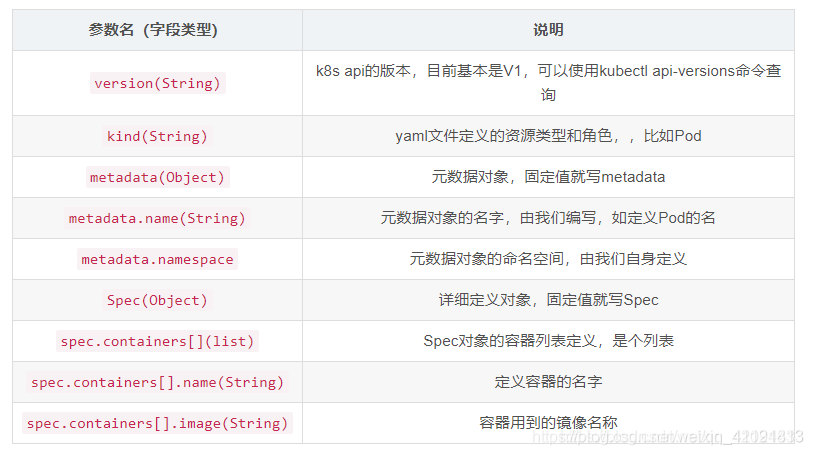 参数名（字段类型） 说明
version(String) k8s api的版本，目前基本是V1，可以使用kubectl api-versions命令查
询
kind(String) yaml文件定义的资源类型和角色，，比如Pod
metadata(Object) 元数据对象，固定值就写metadata
metadata.name(String) 元数据对象的名字，由我们编写，如定义Pod的名
metadata.namespace 元数据对象的命名空间，由我们自身定义
Spec(Object) 详细定义对象，固定值就写Spec
spec.containers[](list) Spec对象的容器列表定义，是个列表
spec.containers[].name(String) 定义容器的名字
spec.containers[].image(String) 容器用到的镜像名称